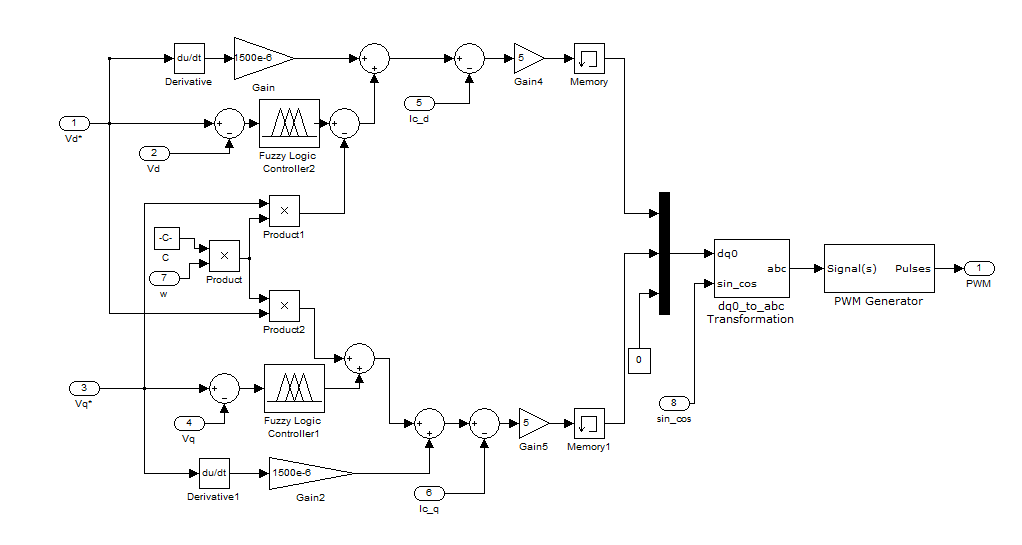 du/dt
Derivative
1500e-6
Gain
+
+
+
−
5
Gain4
Memory
5
Ic_d
1
Vd*
+
−
2
Vd
Fuzzy Logic
Controller2
+
−
×
Product1
-C-
C
7
w
×
Product
×
Product2
dq0
sin_cos
abc
dq0_to_abc
Transformation
Signal(s)
Pulses
PWM Generator
1
PWM
0
8
sin_cos
3
Vq*
+
−
4
Vq
Fuzzy Logic
Controller1
+
+
+
+
+
−
5
Gain5
Memory1
du/dt
Derivative1
1500e-6
Gain2
6
Ic_q